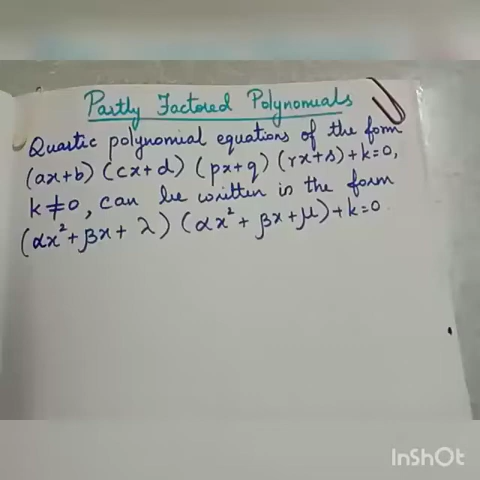 Partly Factored Polynomials
Quartic polynomial equations of the form
(ax+b) (cx+d) (px+q) (rx+s)+k=0,
k≠0, can be written in the form
(αx²+βx+λ) (αx²+βx+μ)+k=0.
InShOt